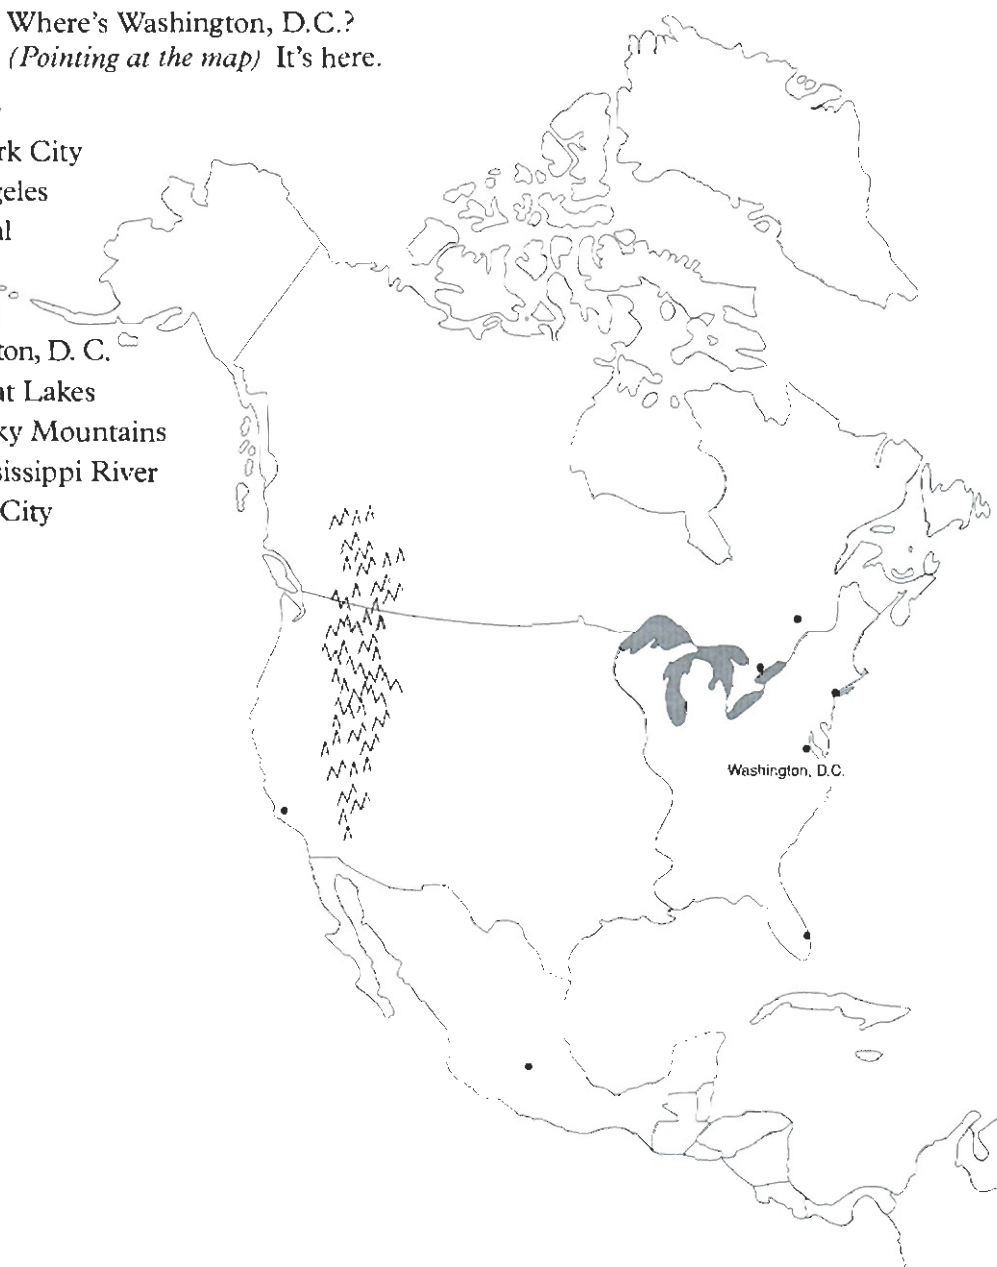 Where's Washington, D.C.?
(Pointing at the map) It's here.
rk City
geles
al
ton, D. C.
at Lakes
ky Mountains
sissippi River
City
Washington, D.C.